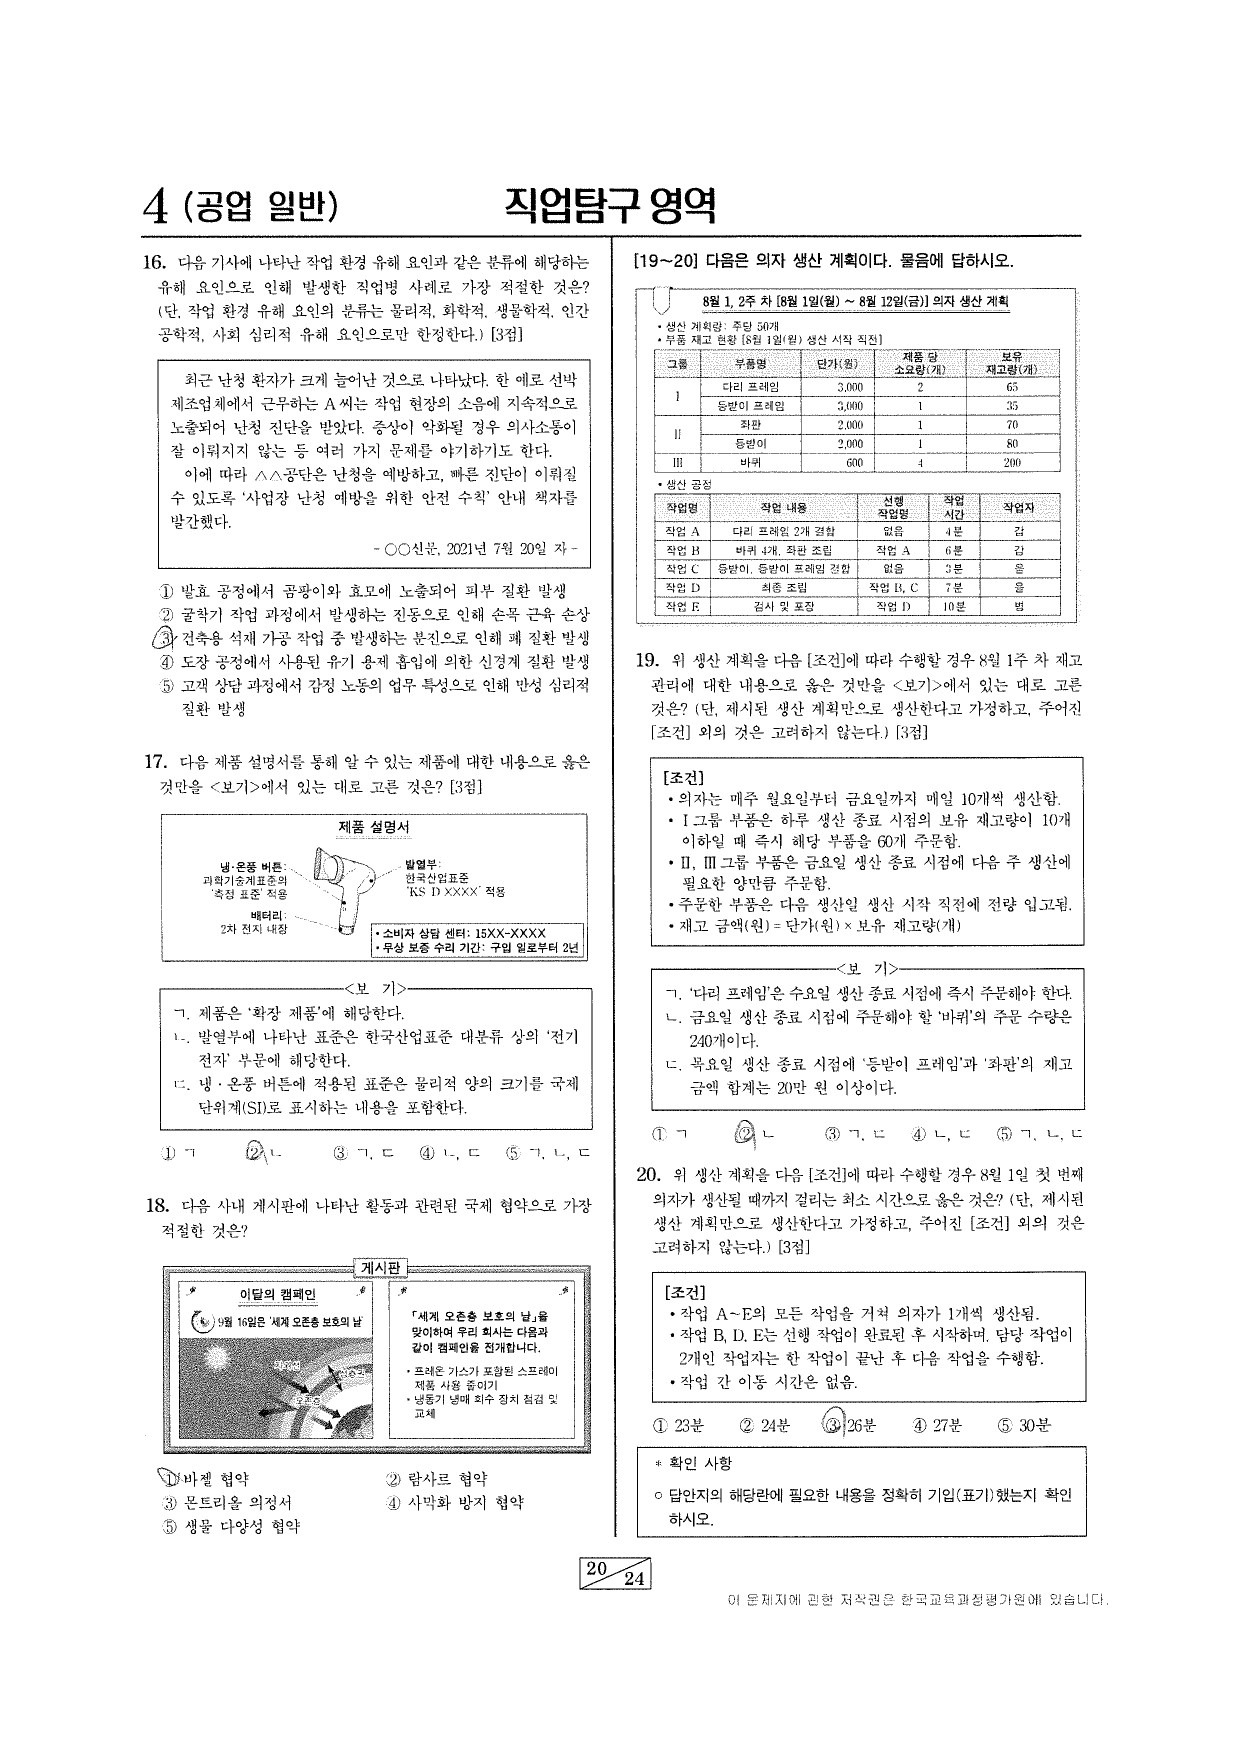 4 (공업 일반)
직업탐구 영역
16. 다음 기사에 나타난 작업 환경 유해 요인과 같은 분류에 해당하는
유해 요인으로 인해 발생한 직업병 사례로 가장 적절한 것은?
(단, 작업 환경 유해 요인의 분류는 물리적, 화학적, 생물학적, 인간
공학적, 사회 심리적 유해 요인으로만 한정한다.) [3점]
최근 난청 환자가 크게 늘어난 것으로 나타났다. 한 예로 선박
제조업체에서 근무하는 A 씨는 작업 현장의 소음에 지속적으로
노출되어 난청 진단을 받았다. 증상이 악화될 경우 의사소통이
잘 이뤄지지 않는 등 여러 가지 문제를 야기하기도 한다.
이에 따라 △△공단은 난청을 예방하고, 빠른 진단이 이뤄질
수 있도록 '사업장 난청 예방을 위한 안전 수칙' 안내 책자를
발간했다.
- ○○신문, 2021년 7월 20일 자 -
① 발효 공정에서 곰팡이와 효모에 노출되어 피부 질환 발생
② 굴착기 작업 과정에서 발생하는 진동으로 인해 손목 근육 손상
③ 건축용 석재 가공 작업 중 발생하는 분진으로 인해 폐 질환 발생
④ 도장 공정에서 사용된 유기 용제 흡입에 의한 신경계 질환 발생
⑤ 고객 상담 과정에서 감정 노동의 업무 특성으로 인해 만성 심리적
질환 발생
17. 다음 제품 설명서를 통해 알 수 있는 제품에 대한 내용으로 옳은
것만을 <보기>에서 있는 대로 고른 것은? [3점]
제품 설명서
냉·온풍 버튼:
과학기술계표준의
'측정 표준' 적용
배터리:
2차 전지 내장
발열부:
한국산업표준
'KS D XXXX' 적용
• 소비자 상담 센터: 15XX-XXXX
• 무상 보증 수리 기간: 구입 일로부터 2년
<보 기>
ㄱ. 제품은 '확장 제품'에 해당한다.
ㄴ. 발열부에 나타난 표준은 한국산업표준 대분류 상의 '전기
전자' 부문에 해당한다.
ㄷ. 냉·온풍 버튼에 적용된 표준은 물리적 양의 크기를 국제
단위계(SI)로 표시하는 내용을 포함한다.
① ㄱ ② ㄴ ③ ㄱ, ㄷ ④ ㄴ, ㄷ ⑤ ㄱ, ㄴ, ㄷ
18. 다음 사내 게시판에 나타난 활동과 관련된 국제 협약으로 가장
적절한 것은?
게시판
이달의 캠페인
9월 16일은 '세계 오존층 보호의 날'
오존층
「세계 오존층 보호의 날」을
맞이하여 우리 회사는 다음과
같이 캠페인을 전개합니다.
• 프레온 가스가 포함된 스프레이
제품 사용 줄이기
• 냉동기 냉매 회수 장치 점검 및
교체
① 바젤 협약 ② 람사르 협약
③ 몬트리올 의정서 ④ 사막화 방지 협약
⑤ 생물 다양성 협약
[19~20] 다음은 의자 생산 계획이다. 물음에 답하시오.
8월 1, 2주 차 [8월 1일(월) ~ 8월 12일(금)] 의자 생산 계획
• 생산 계획량: 주당 50개
• 부품 재고 현황 [8월 1일(월) 생산 시작 직전]
그룹 부품명 단가(원) 제품 당 소요량(개) 보유 재고량(개)
Ⅰ 다리 프레임 3,000 2 65
등받이 프레임 3,000 1 35
Ⅱ 좌판 2,000 1 70
등받이 2,000 1 80
Ⅲ 바퀴 600 4 200
• 생산 공정
작업명 작업 내용 선행 작업명 작업 시간 작업자
작업 A 다리 프레임 2개 결합 없음 4분 갑
작업 B 바퀴 4개, 좌판 조립 작업 A 6분 갑
작업 C 등받이, 등받이 프레임 결합 없음 3분 을
작업 D 최종 조립 작업 B, C 7분 을
작업 E 검사 및 포장 작업 D 10분 병
19. 위 생산 계획을 다음 [조건]에 따라 수행할 경우 8월 1주 차 재고
관리에 대한 내용으로 옳은 것만을 <보기>에서 있는 대로 고른
것은? (단, 제시된 생산 계획만으로 생산한다고 가정하고, 주어진
[조건] 외의 것은 고려하지 않는다.) [3점]
[조건]
• 의자는 매주 월요일부터 금요일까지 매일 10개씩 생산함.
• Ⅰ그룹 부품은 하루 생산 종료 시점의 보유 재고량이 10개
이하일 때 즉시 해당 부품을 60개 주문함.
• Ⅱ, Ⅲ그룹 부품은 금요일 생산 종료 시점에 다음 주 생산에
필요한 양만큼 주문함.
• 주문한 부품은 다음 생산일 생산 시작 직전에 전량 입고됨.
• 재고 금액(원) = 단가(원) × 보유 재고량(개)
<보 기>
ㄱ. '다리 프레임'은 수요일 생산 종료 시점에 즉시 주문해야 한다.
ㄴ. 금요일 생산 종료 시점에 주문해야 할 '바퀴'의 주문 수량은
240개이다.
ㄷ. 목요일 생산 종료 시점에 '등받이 프레임'과 '좌판'의 재고
금액 합계는 20만 원 이상이다.
① ㄱ ② ㄴ ③ ㄱ, ㄷ ④ ㄴ, ㄷ ⑤ ㄱ, ㄴ, ㄷ
20. 위 생산 계획을 다음 [조건]에 따라 수행할 경우 8월 1일 첫 번째
의자가 생산될 때까지 걸리는 최소 시간으로 옳은 것은? (단, 제시된
생산 계획만으로 생산한다고 가정하고, 주어진 [조건] 외의 것은
고려하지 않는다.) [3점]
[조건]
• 작업 A~E의 모든 작업을 거쳐 의자가 1개씩 생산됨.
• 작업 B, D, E는 선행 작업이 완료된 후 시작하며, 담당 작업이
2개인 작업자는 한 작업이 끝난 후 다음 작업을 수행함.
• 작업 간 이동 시간은 없음.
① 23분 ② 24분 ③ 26분 ④ 27분 ⑤ 30분
* 확인 사항
○ 답안지의 해당란에 필요한 내용을 정확히 기입(표기)했는지 확인
하시오.
20 24
이 문제지에 관한 저작권은 한국교육과정평가원에 있습니다.